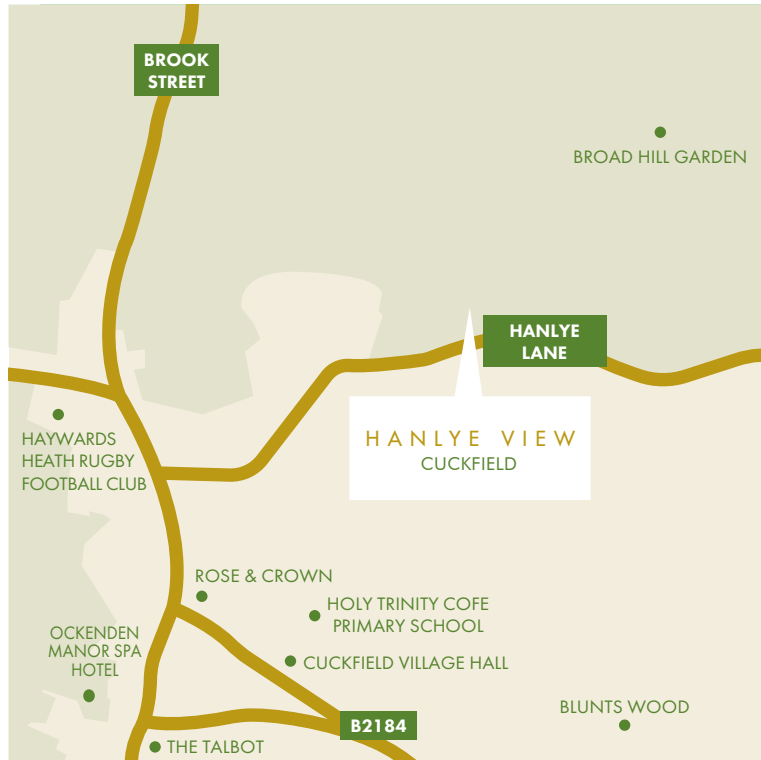 BROOK
STREET
BROAD HILL GARDEN
HANLYE
LANE
HANLYE VIEW
CUCKFIELD
HAYWARDS
HEATH RUGBY
FOOTBALL CLUB
ROSE & CROWN
HOLY TRINITY COFE
PRIMARY SCHOOL
OCKENDEN
MANOR SPA
HOTEL
CUCKFIELD VILLAGE HALL
BLUNTS WOOD
B2184
THE TALBOT